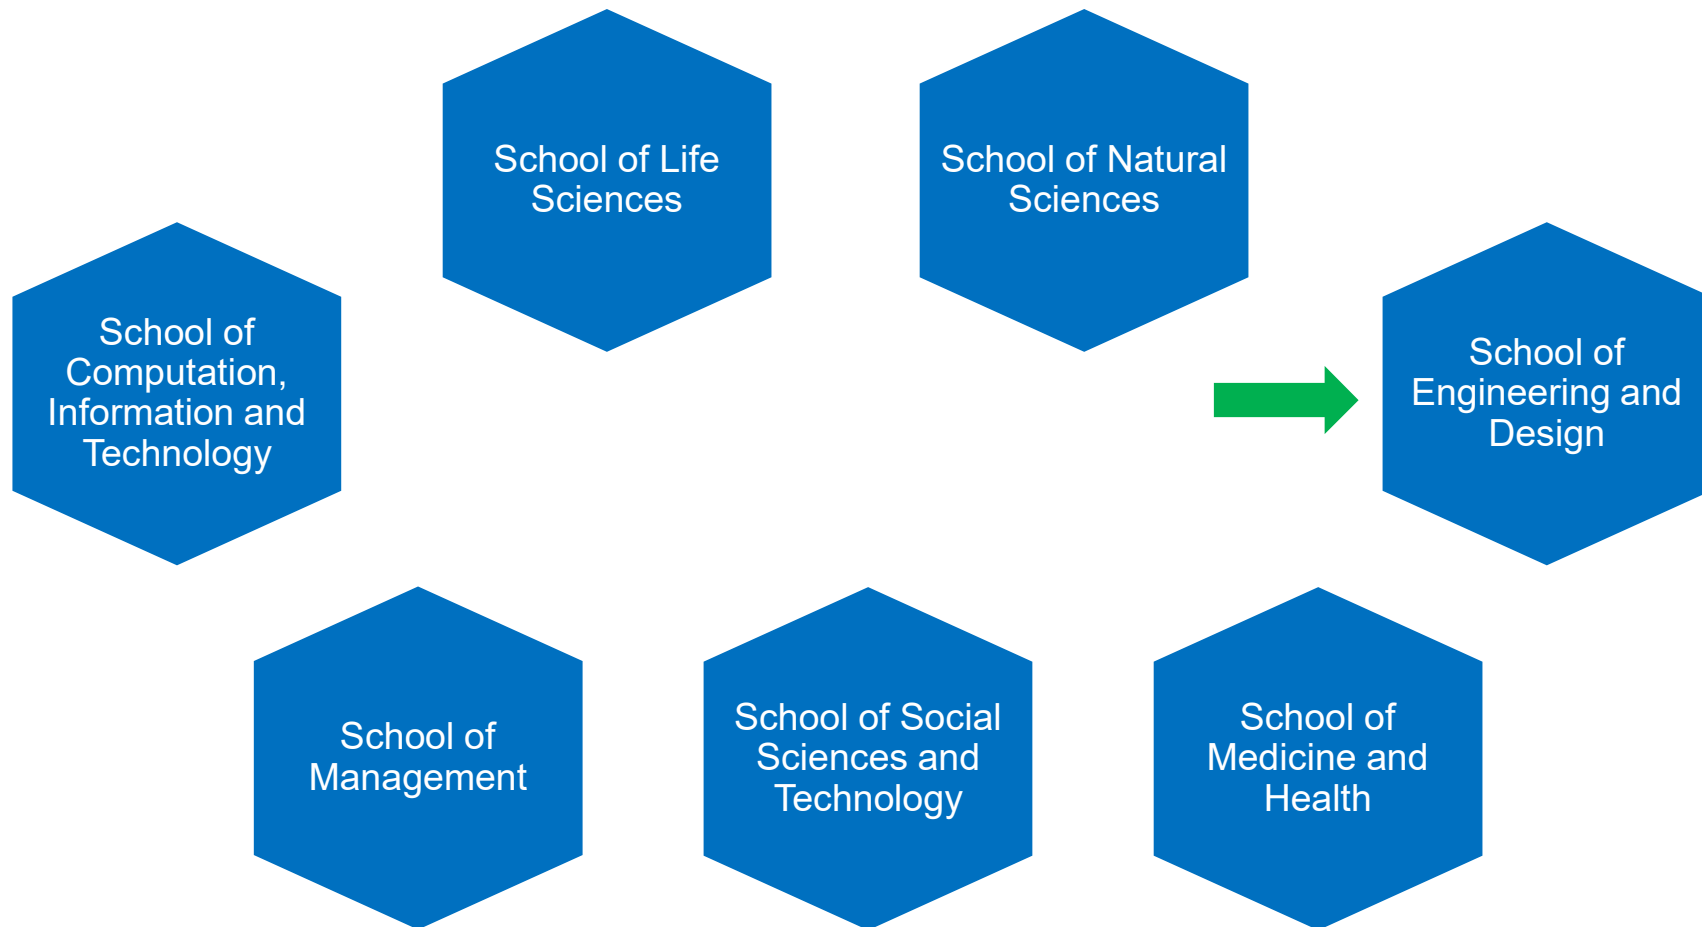 School of Life
Sciences
School of Natural
Sciences
School of
Computation,
Information and
Technology
School of
Engineering and
Design
School of
Management
School of Social
Sciences and
Technology
School of
Medicine and
Health